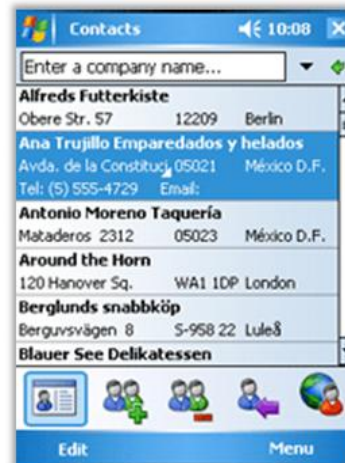 Contacts 10:08
Enter a company name...
Alfreds Futterkiste
Obere Str. 57 12209 Berlin
Ana Trujillo Emparedados y helados
Avda. de la Constituci 05021 México D.F.
Tel: (5) 555-4729 Email:
Antonio Moreno Taquería
Mataderos 2312 05023 México D.F.
Around the Horn
120 Hanover Sq. WA1 1DP London
Berglunds snabbköp
Berguvsvägen 8 S-958 22 Luleå
Blauer See Delikatessen
Edit Menu